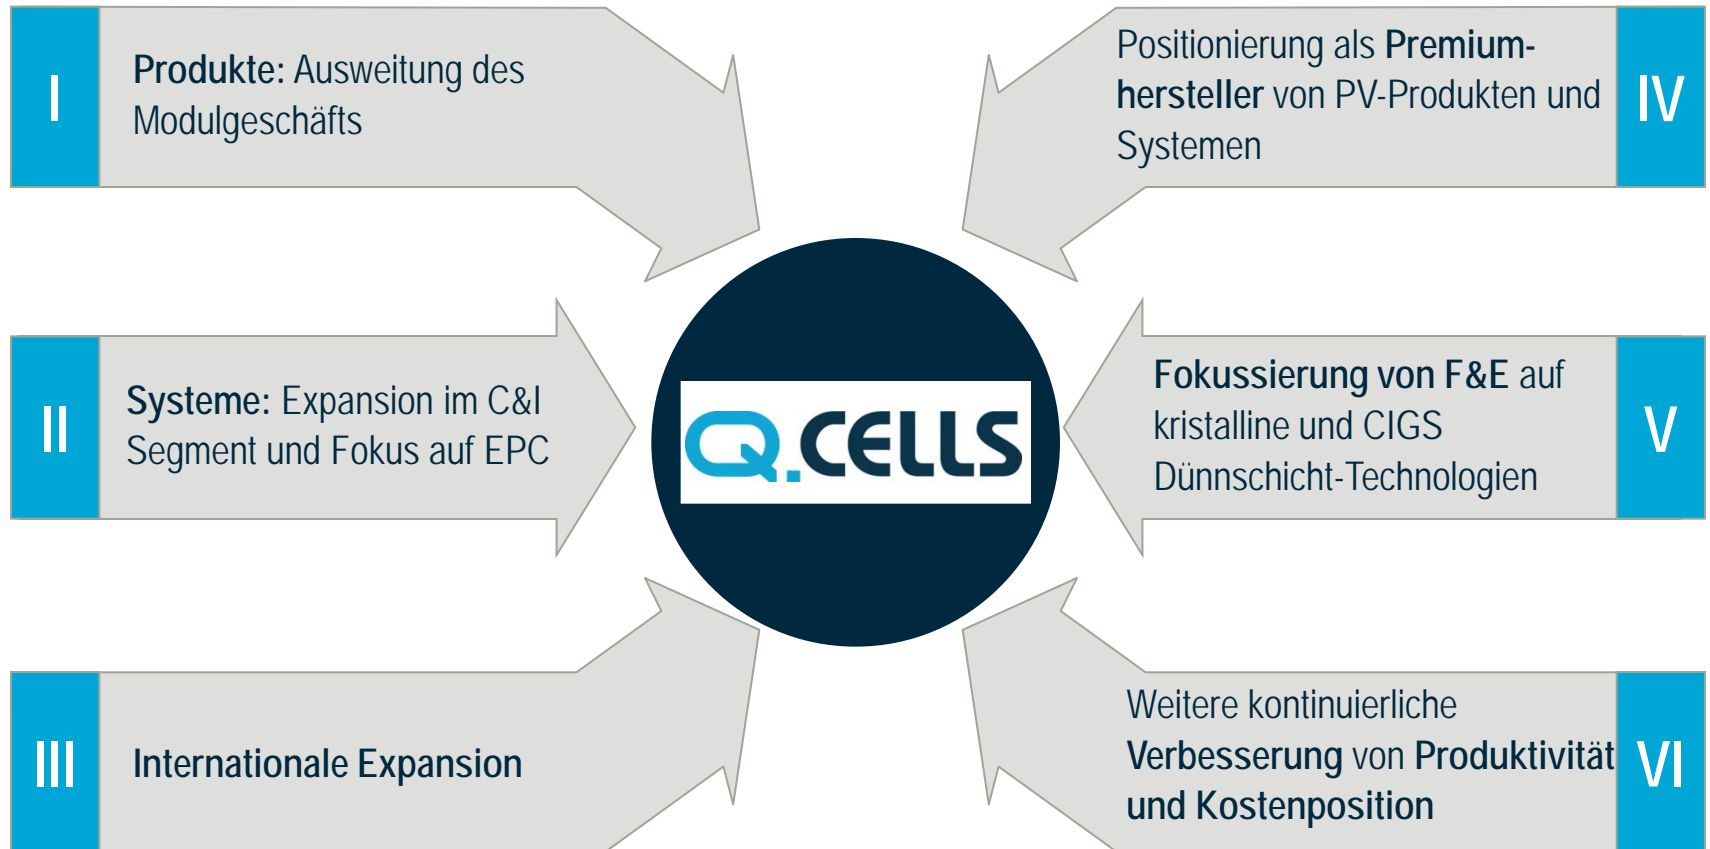 I
Produkte: Ausweitung des
Modulgeschäfts
II
Systeme: Expansion im C&I
Segment und Fokus auf EPC
III
Internationale Expansion
Q.CELLS
Positionierung als Premium-
hersteller von PV-Produkten und
Systemen
IV
Fokussierung von F&E auf
kristalline und CIGS
Dünnschicht-Technologien
V
Weitere kontinuierliche
Verbesserung von Produktivität
und Kostenposition
VI